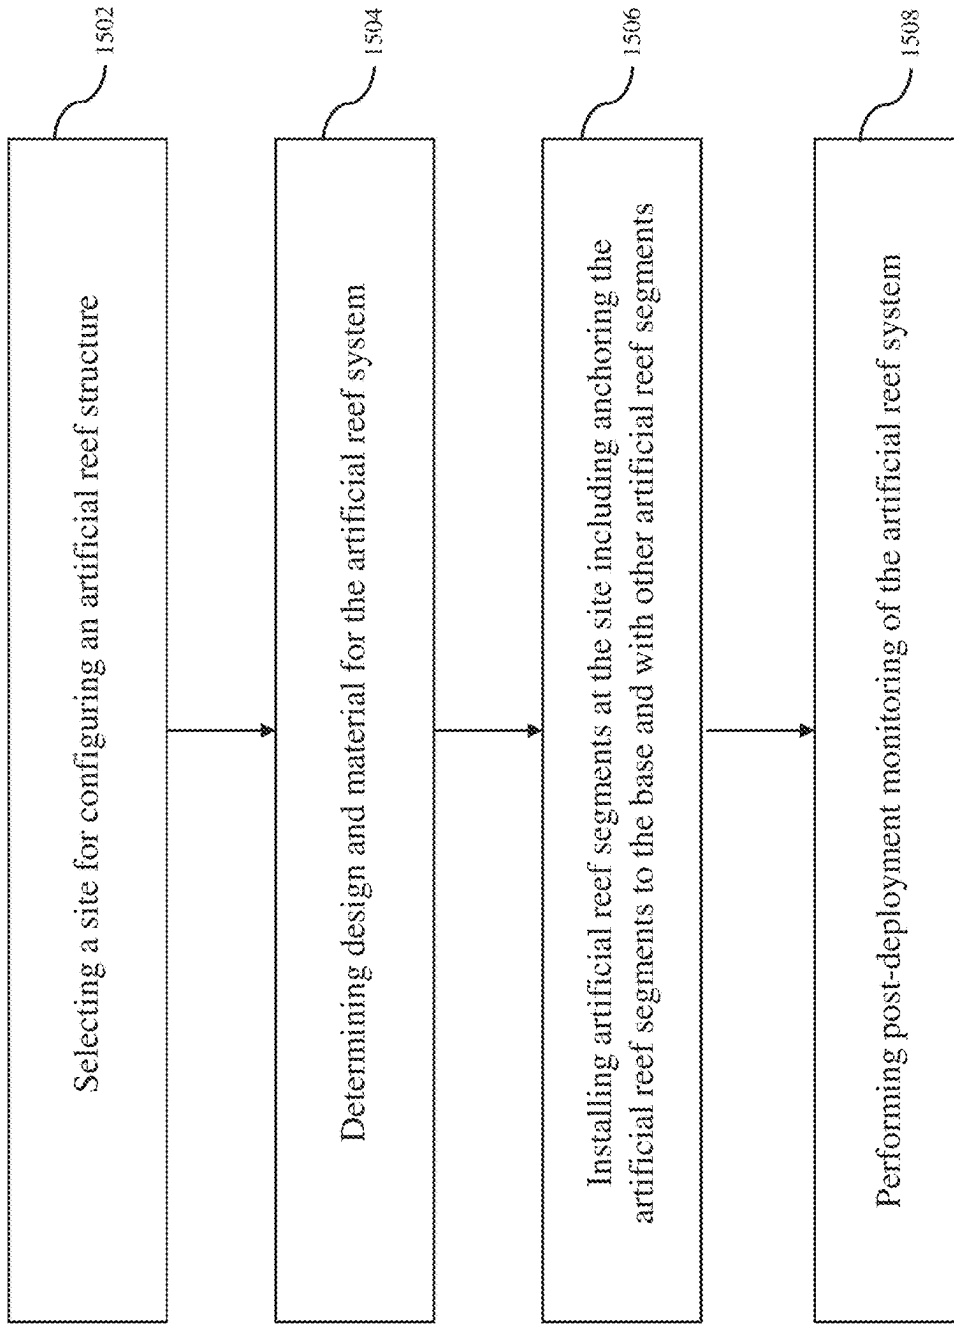 Selecting a site for configuring an artificial reef structure
1502
Determining design and material for the artificial reef system
1504
Installing artificial reef segments at the site including anchoring the
artificial reef segments to the base and with other artificial reef segments
1506
Performing post-deployment monitoring of the artificial reef system
1508